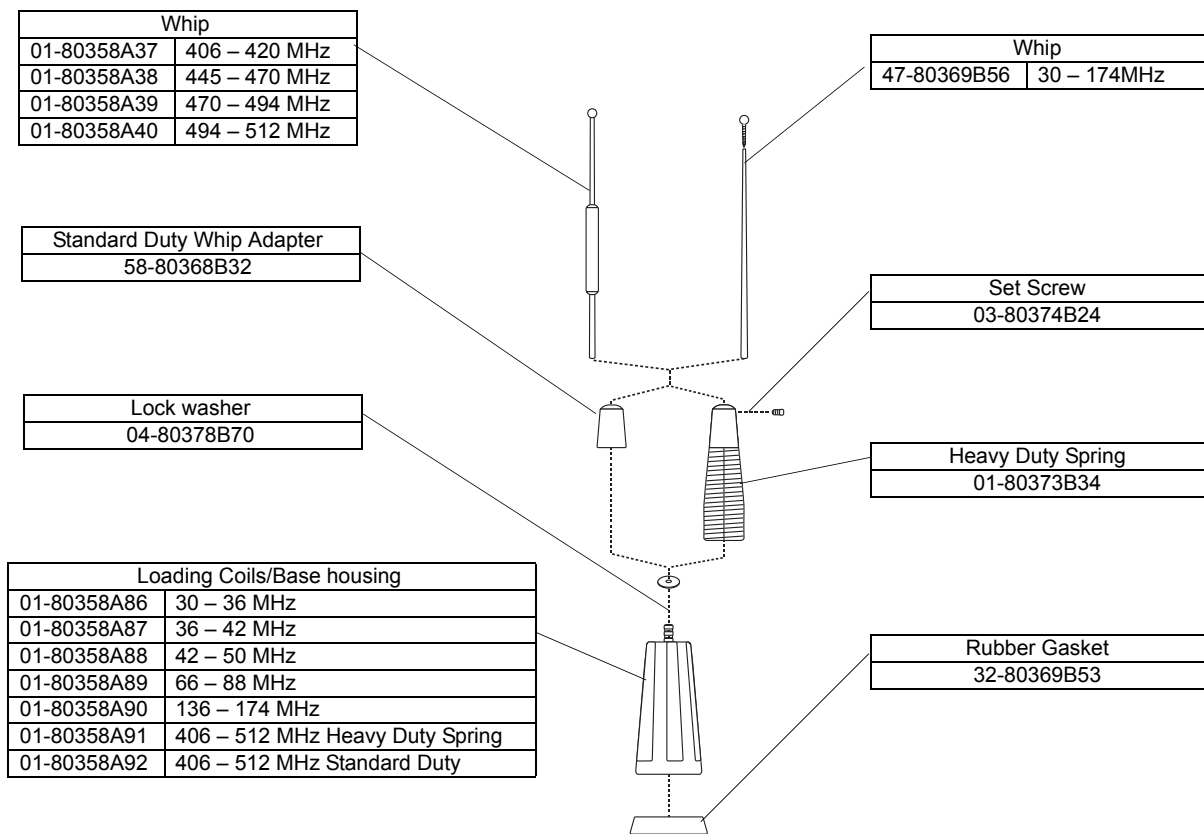 Whip
01-80358A37 406 – 420 MHz
01-80358A38 445 – 470 MHz
01-80358A39 470 – 494 MHz
01-80358A40 494 – 512 MHz
Whip
47-80369B56 30 – 174MHz
Standard Duty Whip Adapter
58-80368B32
Set Screw
03-80374B24
Lock washer
04-80378B70
Heavy Duty Spring
01-80373B34
Loading Coils/Base housing
01-80358A86 30 – 36 MHz
01-80358A87 36 – 42 MHz
01-80358A88 42 – 50 MHz
01-80358A89 66 – 88 MHz
01-80358A90 136 – 174 MHz
01-80358A91 406 – 512 MHz Heavy Duty Spring
01-80358A92 406 – 512 MHz Standard Duty
Rubber Gasket
32-80369B53